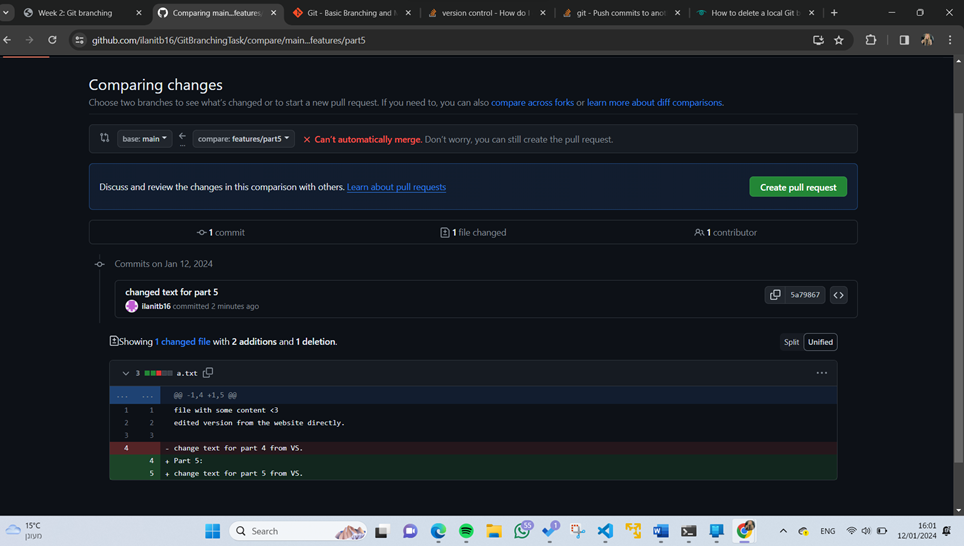 Week 2: Git branching
Comparing main...features
Git - Basic Branching and M
version control - How do I
git - Push commits to anot
How to delete a local Git b
github.com/ilanitb16/GitBranchingTask/compare/main...features/part5
Comparing changes
Choose two branches to see what's changed or to start a new pull request. If you need to, you can also compare across forks or learn more about diff comparisons.
base: main
...
compare: features/part5
Can't automatically merge. Don't worry, you can still create the pull request.
Discuss and review the changes in this comparison with others. Learn about pull requests
Create pull request
1 commit
1 file changed
1 contributor
Commits on Jan 12, 2024
changed text for part 5
ilanitb16 committed 2 minutes ago
5a79867
Showing 1 changed file with 2 additions and 1 deletion.
Split Unified
3 a.txt
... ... @@ -1,4 +1,5 @@
1 1 file with some content <3
2 2 edited version from the website directly.
3 3
4 - change text for part 4 from VS.
4 + Part 5:
5 + change text for part 5 from VS.
15°C
מעונן
Search
55
1
ENG
16:01
12/01/2024